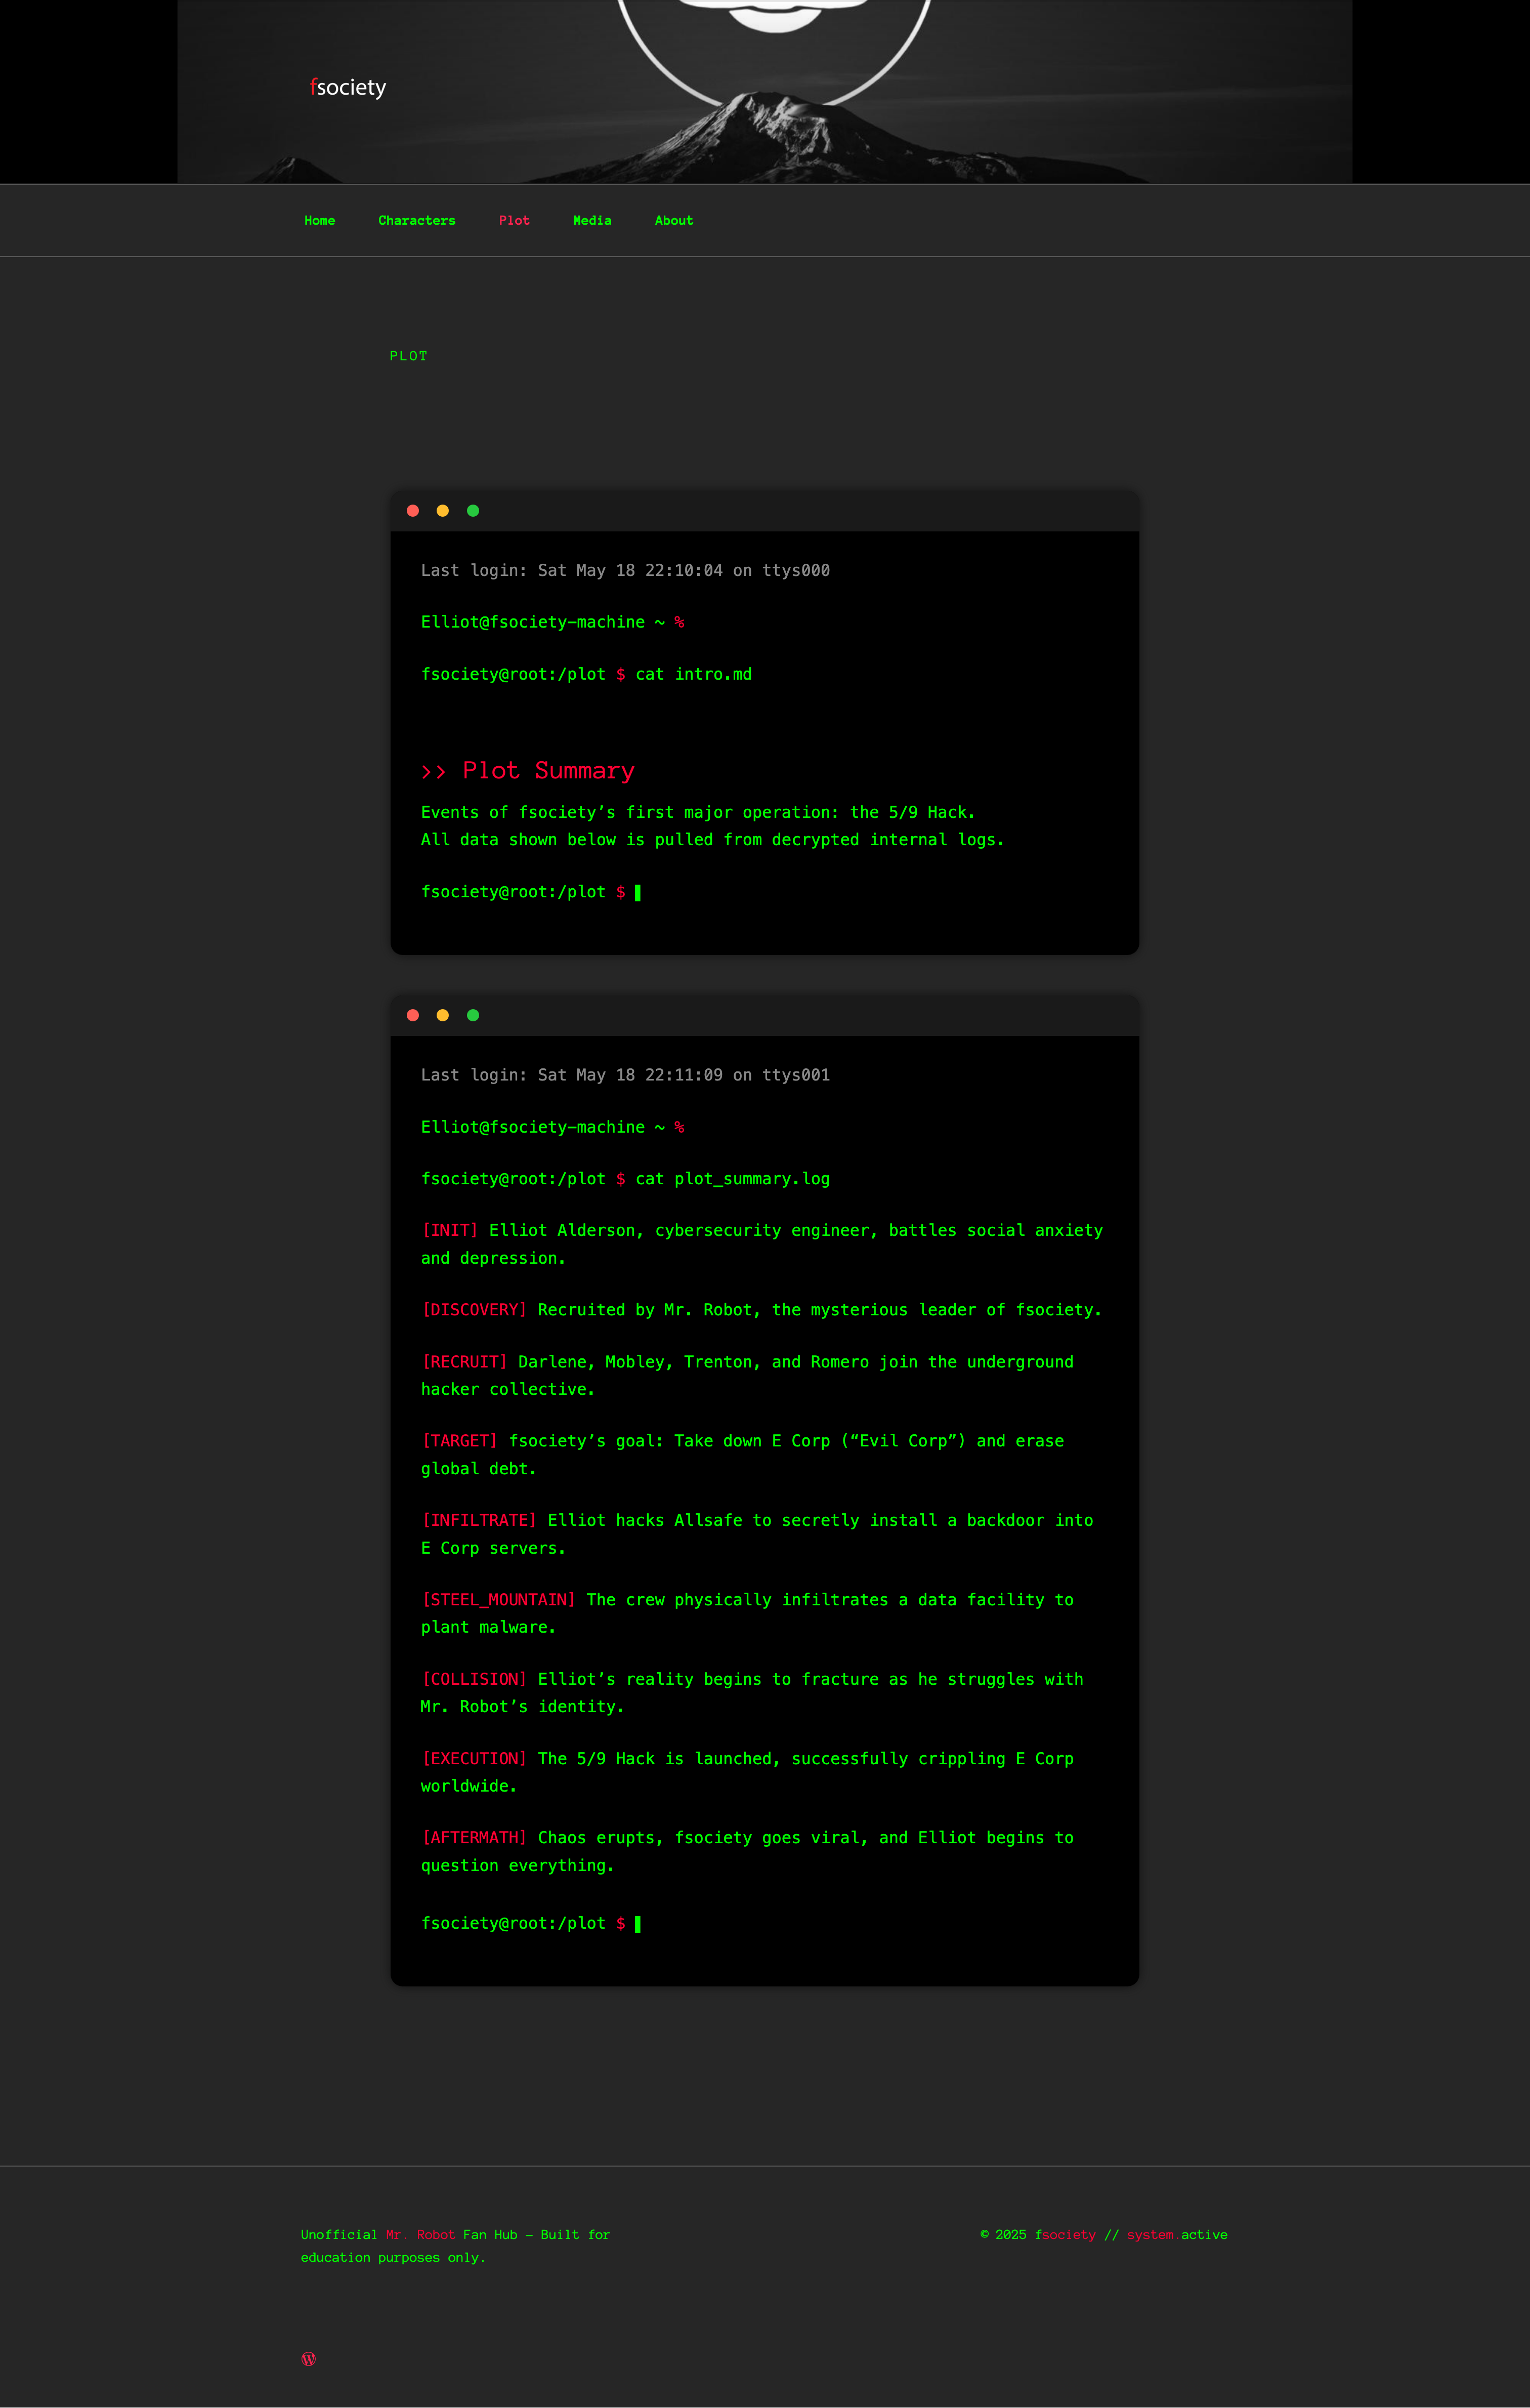 fsociety
Home Characters Plot Media About
PLOT
Last login: Sat May 18 22:10:04 on ttys000
Elliot@fsociety-machine ~ %
fsociety@root:/plot $ cat intro.md
>> Plot Summary
Events of fsociety’s first major operation: the 5/9 Hack.
All data shown below is pulled from decrypted internal logs.
fsociety@root:/plot $
Last login: Sat May 18 22:11:09 on ttys001
Elliot@fsociety-machine ~ %
fsociety@root:/plot $ cat plot_summary.log
[INIT] Elliot Alderson, cybersecurity engineer, battles social anxiety
and depression.
[DISCOVERY] Recruited by Mr. Robot, the mysterious leader of fsociety.
[RECRUIT] Darlene, Mobley, Trenton, and Romero join the underground
hacker collective.
[TARGET] fsociety’s goal: Take down E Corp (“Evil Corp”) and erase
global debt.
[INFILTRATE] Elliot hacks Allsafe to secretly install a backdoor into
E Corp servers.
[STEEL_MOUNTAIN] The crew physically infiltrates a data facility to
plant malware.
[COLLISION] Elliot’s reality begins to fracture as he struggles with
Mr. Robot’s identity.
[EXECUTION] The 5/9 Hack is launched, successfully crippling E Corp
worldwide.
[AFTERMATH] Chaos erupts, fsociety goes viral, and Elliot begins to
question everything.
fsociety@root:/plot $
Unofficial Mr. Robot Fan Hub – Built for
education purposes only.
© 2025 fsociety // system.active